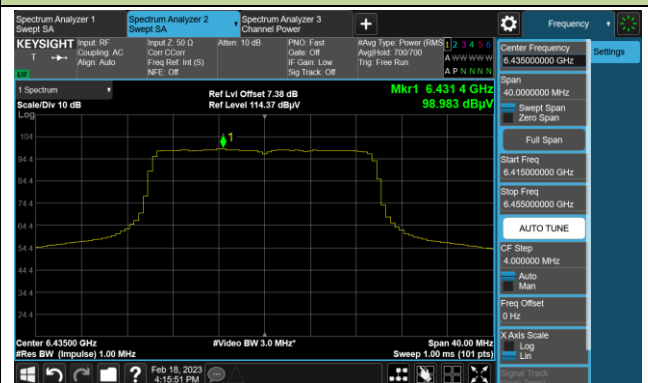 Spectrum Analyzer 1
Swept SA
Spectrum Analyzer 2
Swept SA
Spectrum Analyzer 3
Channel Power
Frequency
KEYSIGHT
Input: RF
Coupling: AC
Align: Auto
Input Z: 50 Ω
Corr CCorr
Freq Ref: Int (S)
NFE: Off
Atten: 10 dB
PNO: Fast
Gate: Off
IF Gain: Low
Sig Track: Off
#Avg Type: Power (RMS
Avg|Hold: 700/700
Trig: Free Run
1 2 3 4 5 6
A W W W W W
A P N N N N
1 Spectrum
Scale/Div 10 dB
Log
Ref Lvl Offset 7.38 dB
Ref Level 114.37 dBµV
Mkr1 6.431 4 GHz
98.983 dBµV
1
104
94.4
84.4
74.4
64.4
54.4
44.4
34.4
24.4
Center 6.43500 GHz
#Res BW (Impulse) 1.00 MHz
#Video BW 3.0 MHz*
Span 40.00 MHz
Sweep 1.00 ms (101 pts)
Feb 18, 2023
4:15:51 PM
Center Frequency
6.435000000 GHz
Settings
Span
40.0000000 MHz
Swept Span
Zero Span
Full Span
Start Freq
6.415000000 GHz
Stop Freq
6.455000000 GHz
AUTO TUNE
CF Step
4.000000 MHz
Auto
Man
Freq Offset
0 Hz
X Axis Scale
Log
Lin
Signal Track